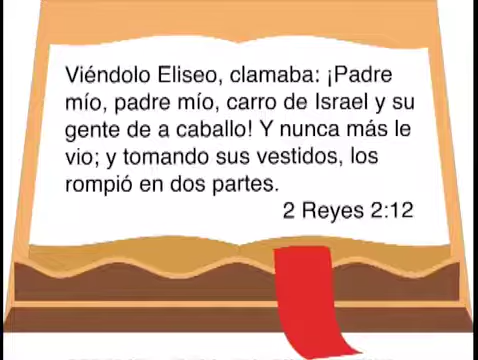 Viéndolo Eliseo, clamaba: ¡Padre
mío, padre mío, carro de Israel y su
gente de a caballo! Y nunca más le
vio; y tomando sus vestidos, los
rompió en dos partes.
2 Reyes 2:12